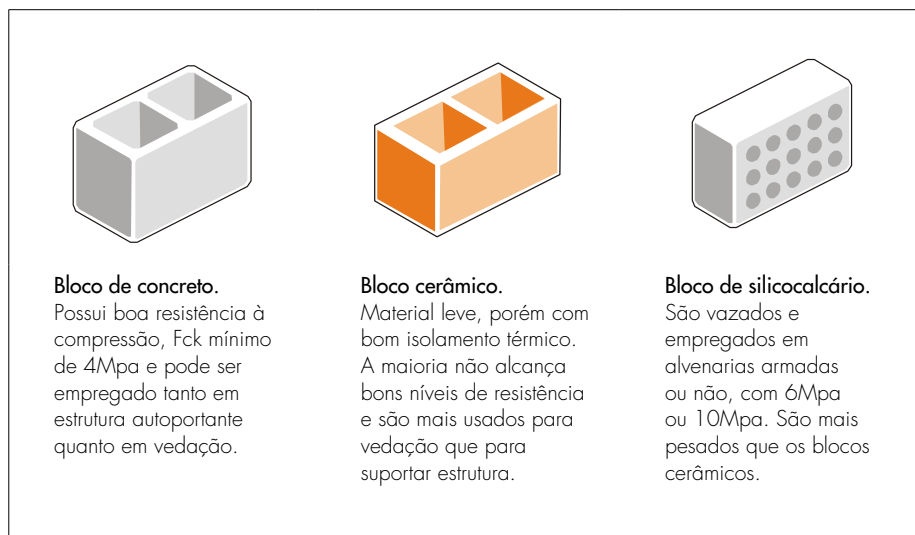 Bloco de concreto.
Possui boa resistência à
compressão, Fck mínimo
de 4Mpa e pode ser
empregado tanto em
estrutura autoportante
quanto em vedação.
Bloco cerâmico.
Material leve, porém com
bom isolamento térmico.
A maioria não alcança
bons níveis de resistência
e são mais usados para
vedação que para
suportar estrutura.
Bloco de silicocalcário.
São vazados e
empregados em
alvenarias armadas
ou não, com 6Mpa
ou 10Mpa. São mais
pesados que os blocos
cerâmicos.